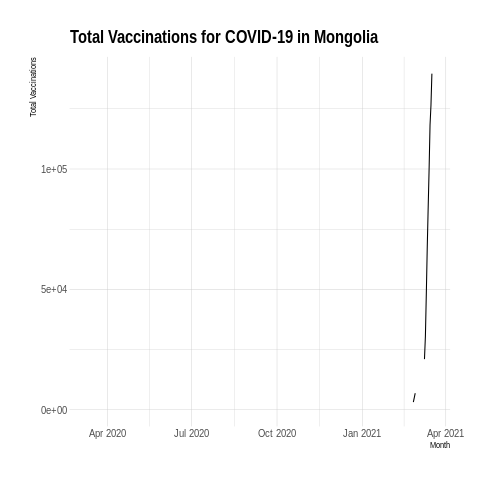 Total Vaccinations for COVID-19 in Mongolia
Total Vaccinations
1e+05
5e+04
0e+00
Apr 2020 Jul 2020 Oct 2020 Jan 2021 Apr 2021
Month